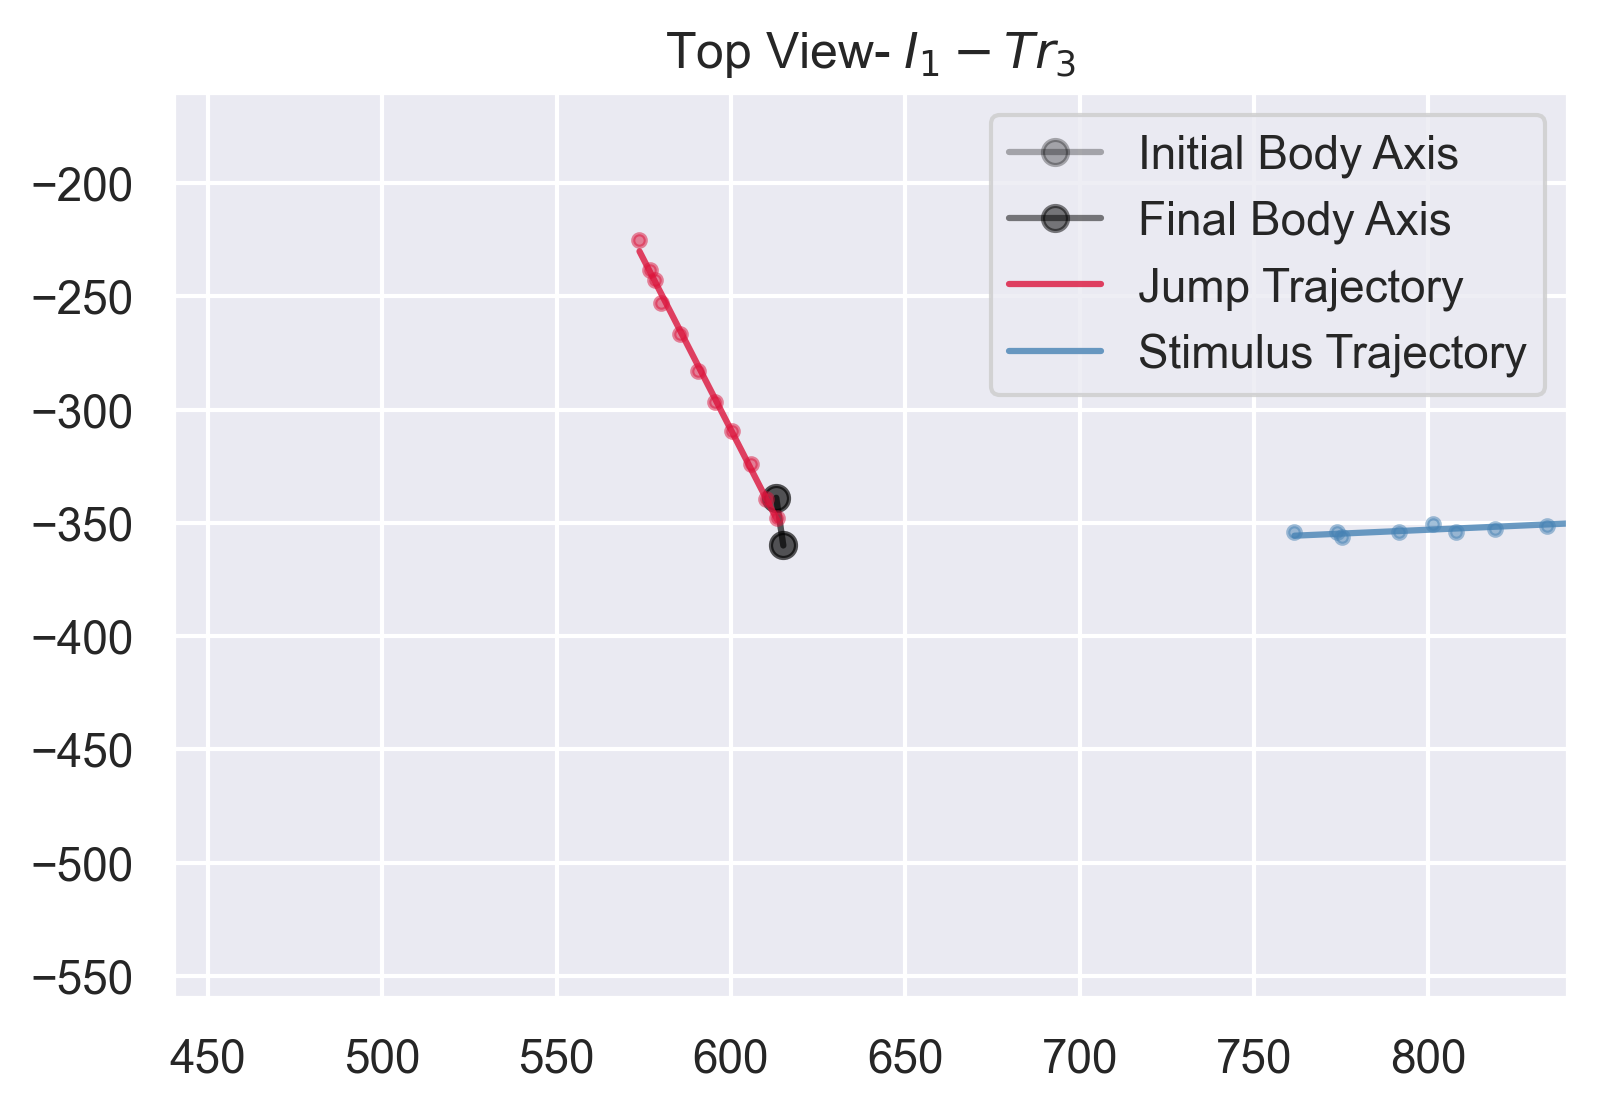 Top View- I₁ − Tr₃
Initial Body Axis
Final Body Axis
Jump Trajectory
Stimulus Trajectory
−200
−250
−300
−350
−400
−450
−500
−550
450 500 550 600 650 700 750 800